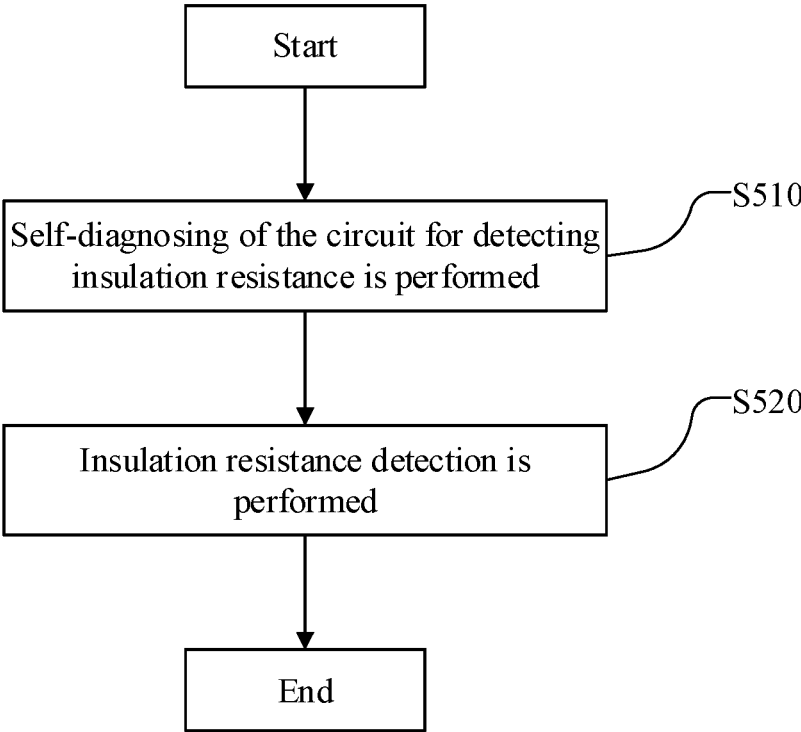 Start
S510
Self-diagnosing of the circuit for detecting
insulation resistance is performed
S520
Insulation resistance detection is
performed
End